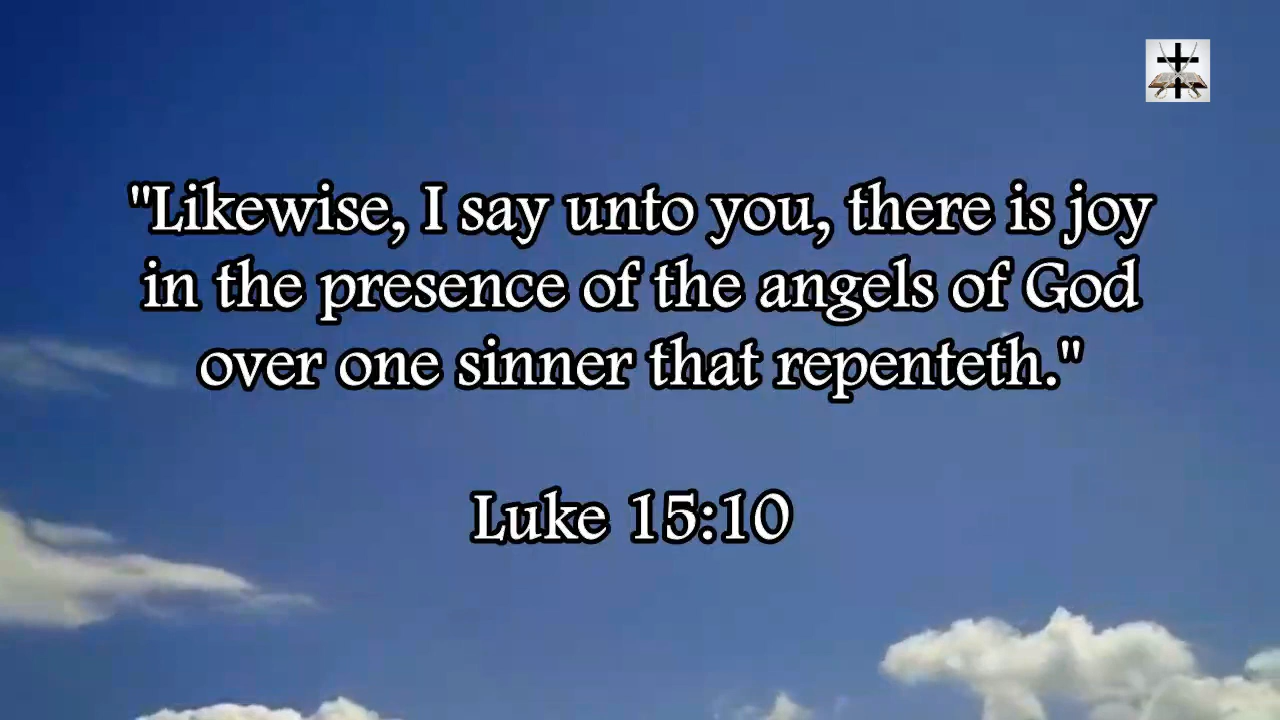 "Likewise, I say unto you, there is joy
in the presence of the angels of God
over one sinner that repenteth."
Luke 15:10